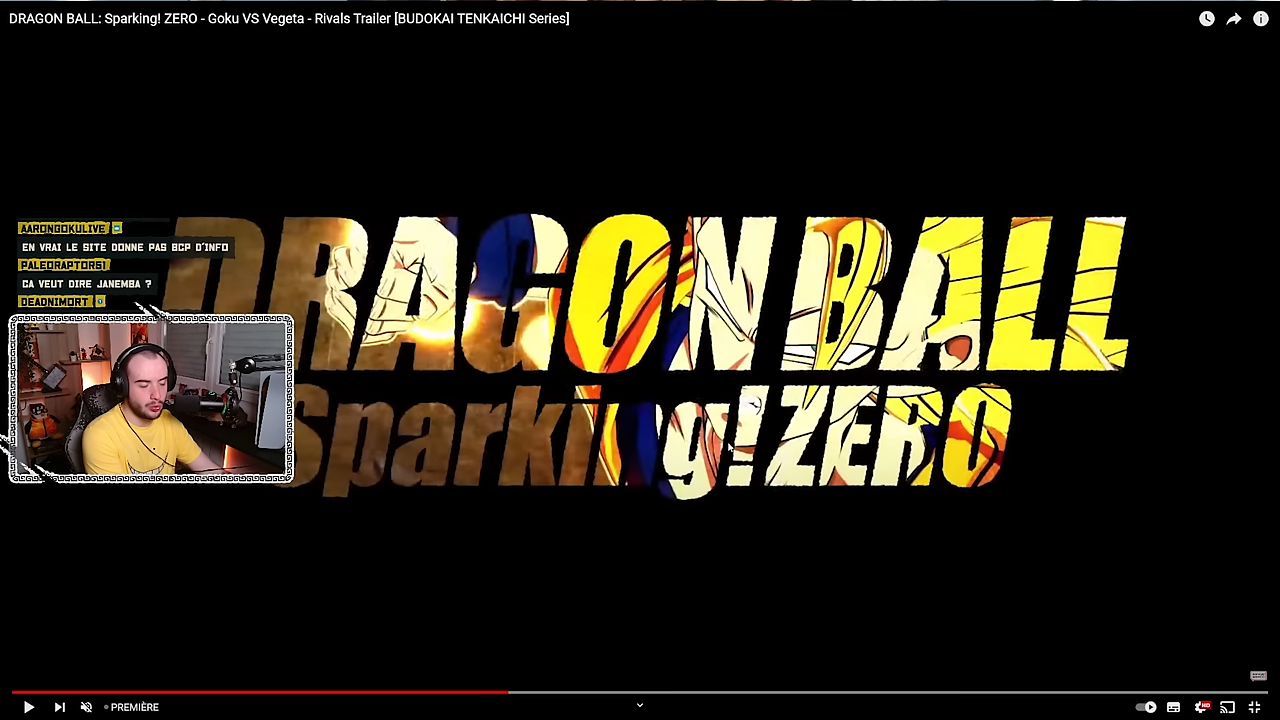 DRAGON BALL: Sparking! ZERO - Goku VS Vegeta - Rivals Trailer [BUDOKAI TENKAICHI Series]
AARONGOKULIVE
EN VRAI LE SITE DONNE PAS BCP D'INFO
PALEORAPTOR51
CA VEUT DIRE JANEMBA ?
DEADNIMORT
DRAGON BALL
Sparking! ZERO
PREMIÈRE
HD